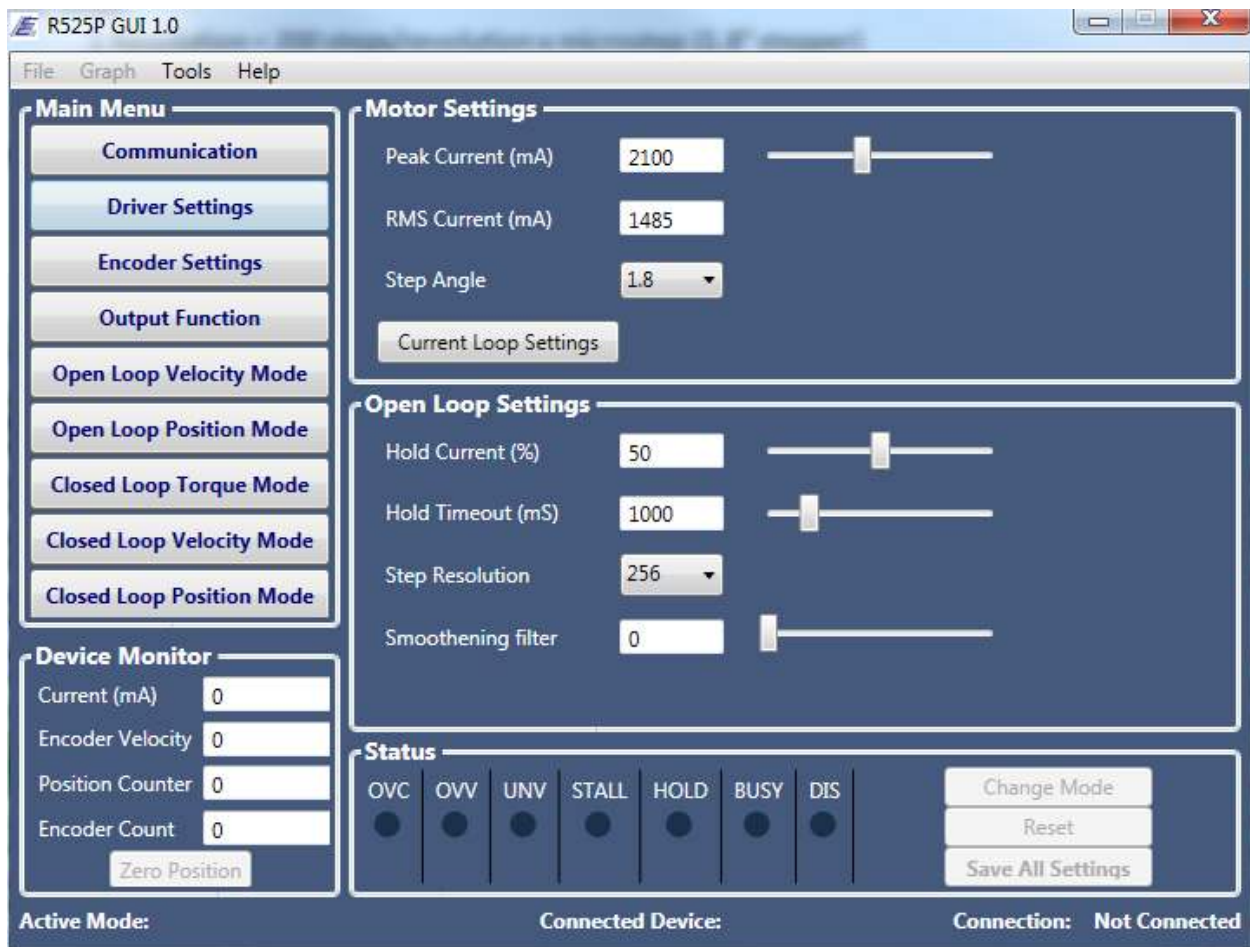 R525P GUI 1.0
File Graph Tools Help
Main Menu
Communication
Driver Settings
Encoder Settings
Output Function
Open Loop Velocity Mode
Open Loop Position Mode
Closed Loop Torque Mode
Closed Loop Velocity Mode
Closed Loop Position Mode
Device Monitor
Current (mA) 0
Encoder Velocity 0
Position Counter 0
Encoder Count 0
Zero Position
Motor Settings
Peak Current (mA) 2100
RMS Current (mA) 1485
Step Angle 1.8
Current Loop Settings
Open Loop Settings
Hold Current (%) 50
Hold Timeout (mS) 1000
Step Resolution 256
Smoothening filter 0
Status
OVC OVV UNV STALL HOLD BUSY DIS
Change Mode
Reset
Save All Settings
Active Mode: Connected Device: Connection: Not Connected